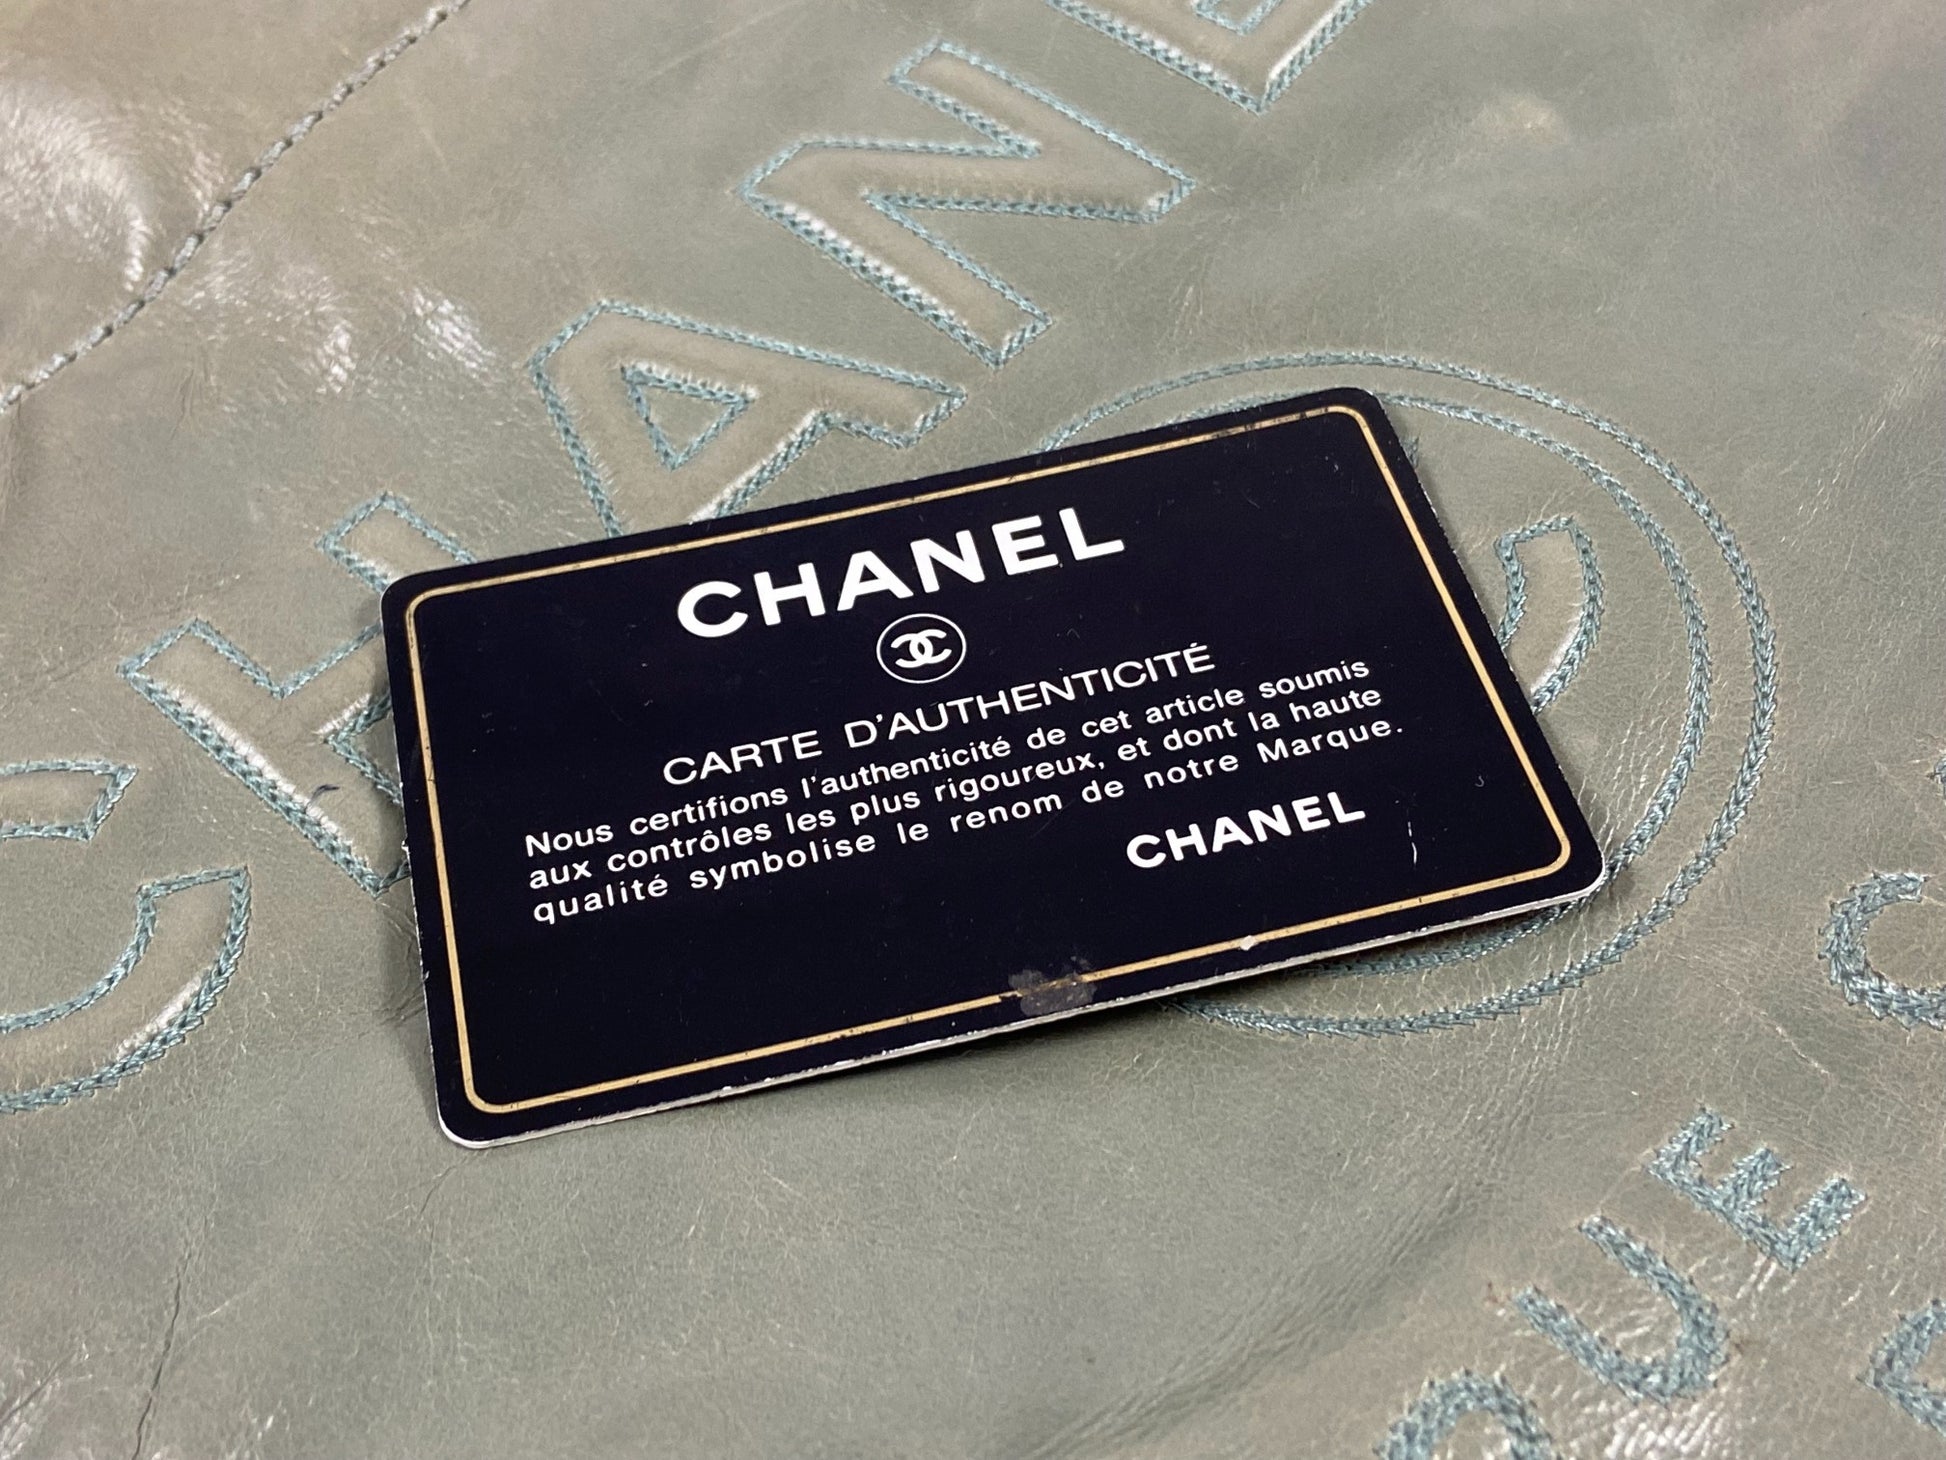 CHANEL
CHANEL
CARTE D'AUTHENTICITÉ
Nous certifions l'authenticité de cet article soumis
aux contrôles les plus rigoureux, et dont la haute
qualité symbolise le renom de notre Marque.
CHANEL